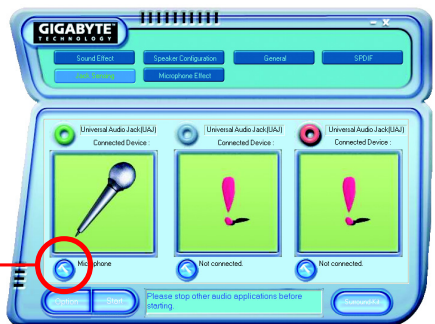 GIGABYTE™
TECHNOLOGY
Sound Effect
Speaker Configuration
General
SPDIF
Jack Sensing
Microphone Effect
Universal Audio Jack(UAJ)
Connected Device :
Universal Audio Jack(UAJ)
Connected Device :
Universal Audio Jack(UAJ)
Connected Device :
Microphone
Not connected.
Not connected.
Option
Start
Please stop other audio applications before
starting.